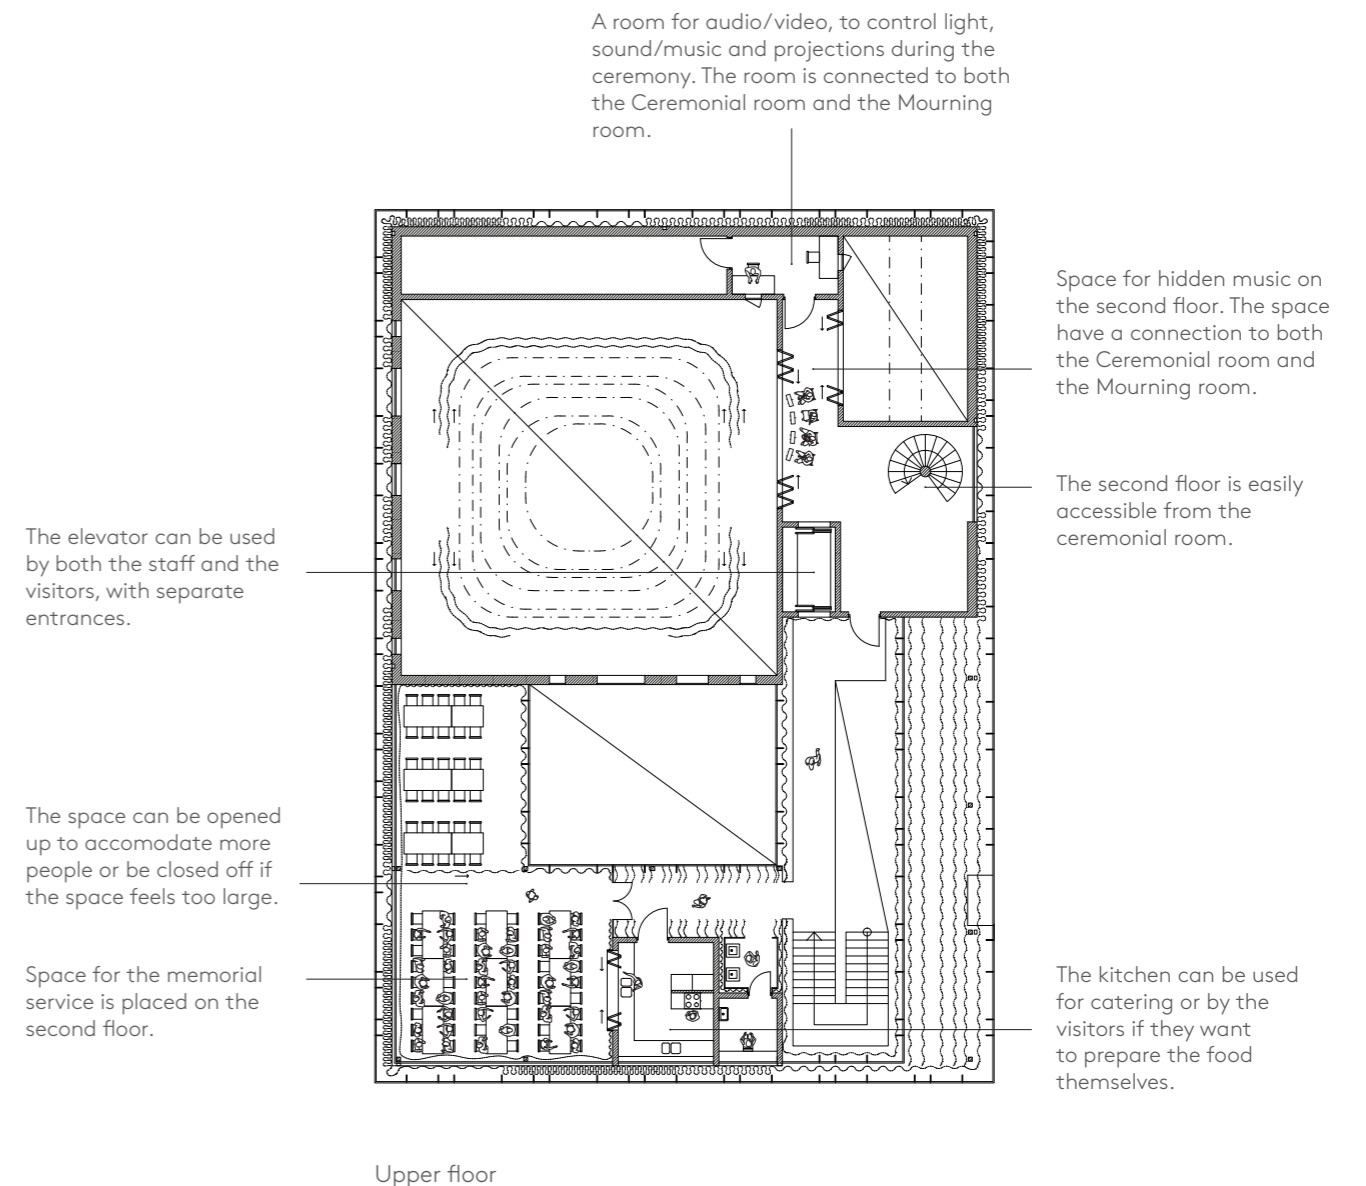 A room for audio/video, to control light,
sound/music and projections during the
ceremony. The room is connected to both
the Ceremonial room and the Mourning
room.
Space for hidden music on
the second floor. The space
have a connection to both
the Ceremonial room and
the Mourning room.
The second floor is easily
accessible from the
ceremonial room.
The elevator can be used
by both the staff and the
visitors, with separate
entrances.
The space can be opened
up to accomodate more
people or be closed off if
the space feels too large.
Space for the memorial
service is placed on the
second floor.
The kitchen can be used
for catering or by the
visitors if they want
to prepare the food
themselves.
Upper floor